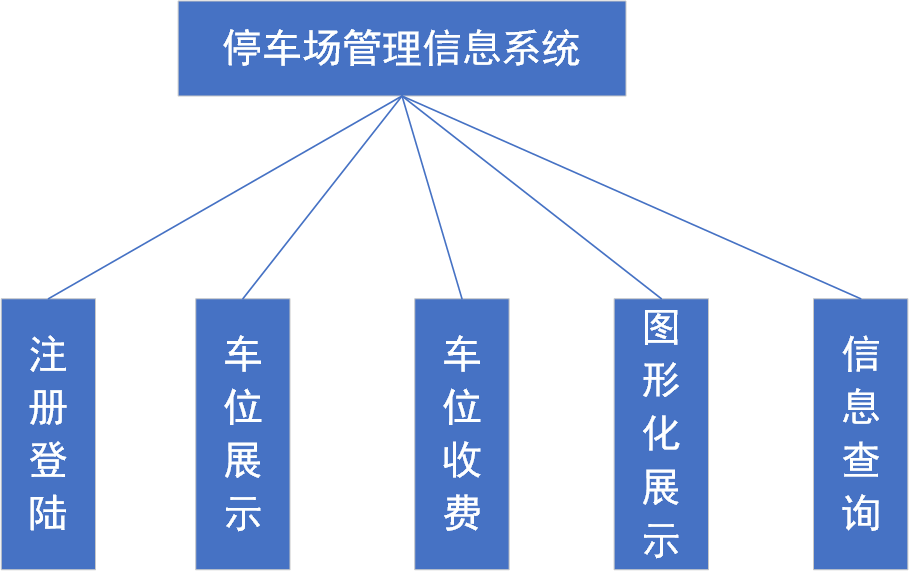 停车场管理信息系统
注册登陆
车位展示
车位收费
图形化展示
信息查询